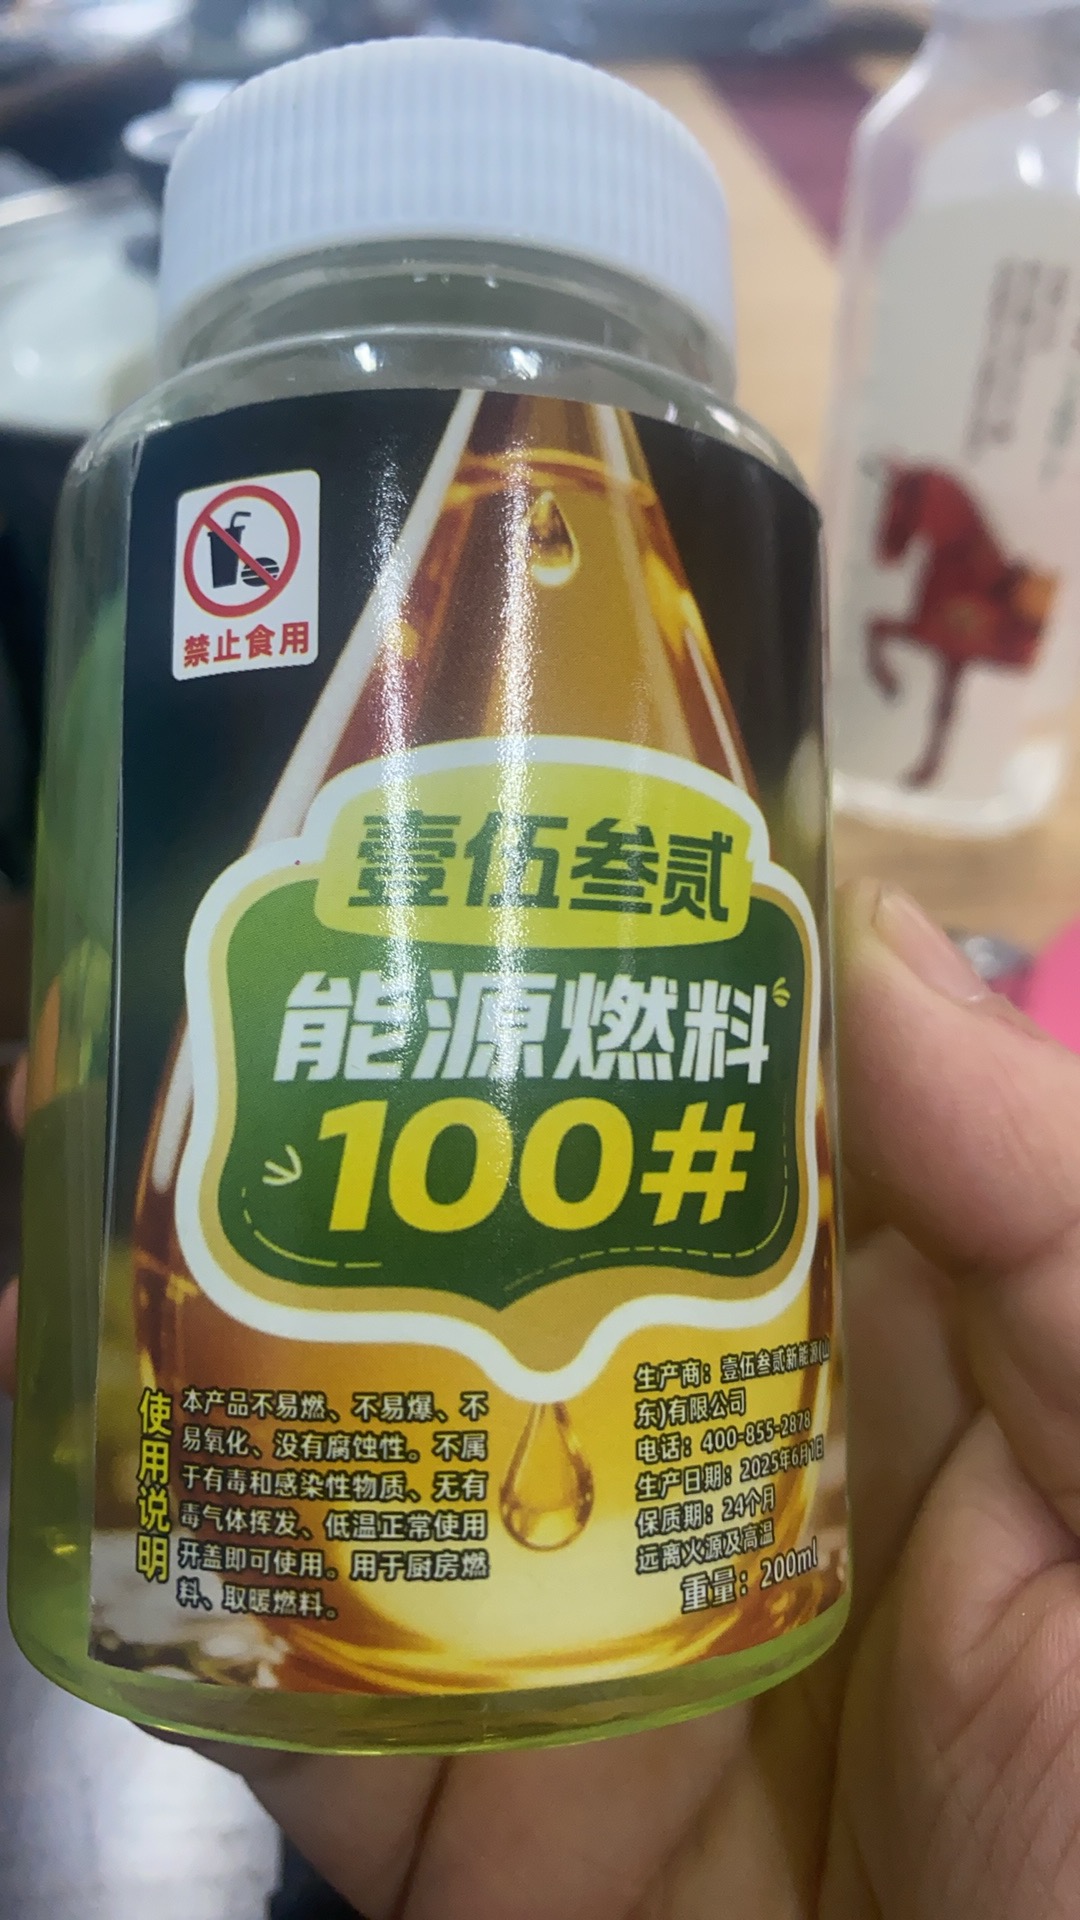 禁止食用
壹伍叁贰
能源燃料
100#
使用说明
本产品不易燃、不易爆、不
易氧化、没有腐蚀性。不属
于有毒和感染性物质、无有
毒气体挥发、低温正常使用
开盖即可使用。用于厨房燃
料、取暖燃料。
生产商：壹伍叁贰新能源(山
东)有限公司
电话：400-855-2878
生产日期：2025年6月1日
保质期：24个月
远离火源及高温
重量：200ml